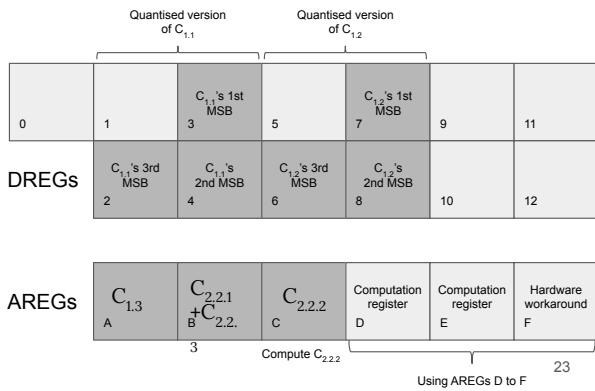 Quantised version
of C1.1
Quantised version
of C1.2
0
1
C1.1's 1st
MSB
3
5
C1.2's 1st
MSB
7
9
11
DREGs
C1.1's 3rd
MSB
2
C1.1's
2nd MSB
4
C1.2's 3rd
MSB
6
C1.2's
2nd MSB
8
10
12
AREGs
C1.3
A
C2.2.1
+C2.2.
3
B
C2.2.2
C
Computation
register
D
Computation
register
E
Hardware
workaround
F
Compute C2.2.2
Using AREGs D to F
23